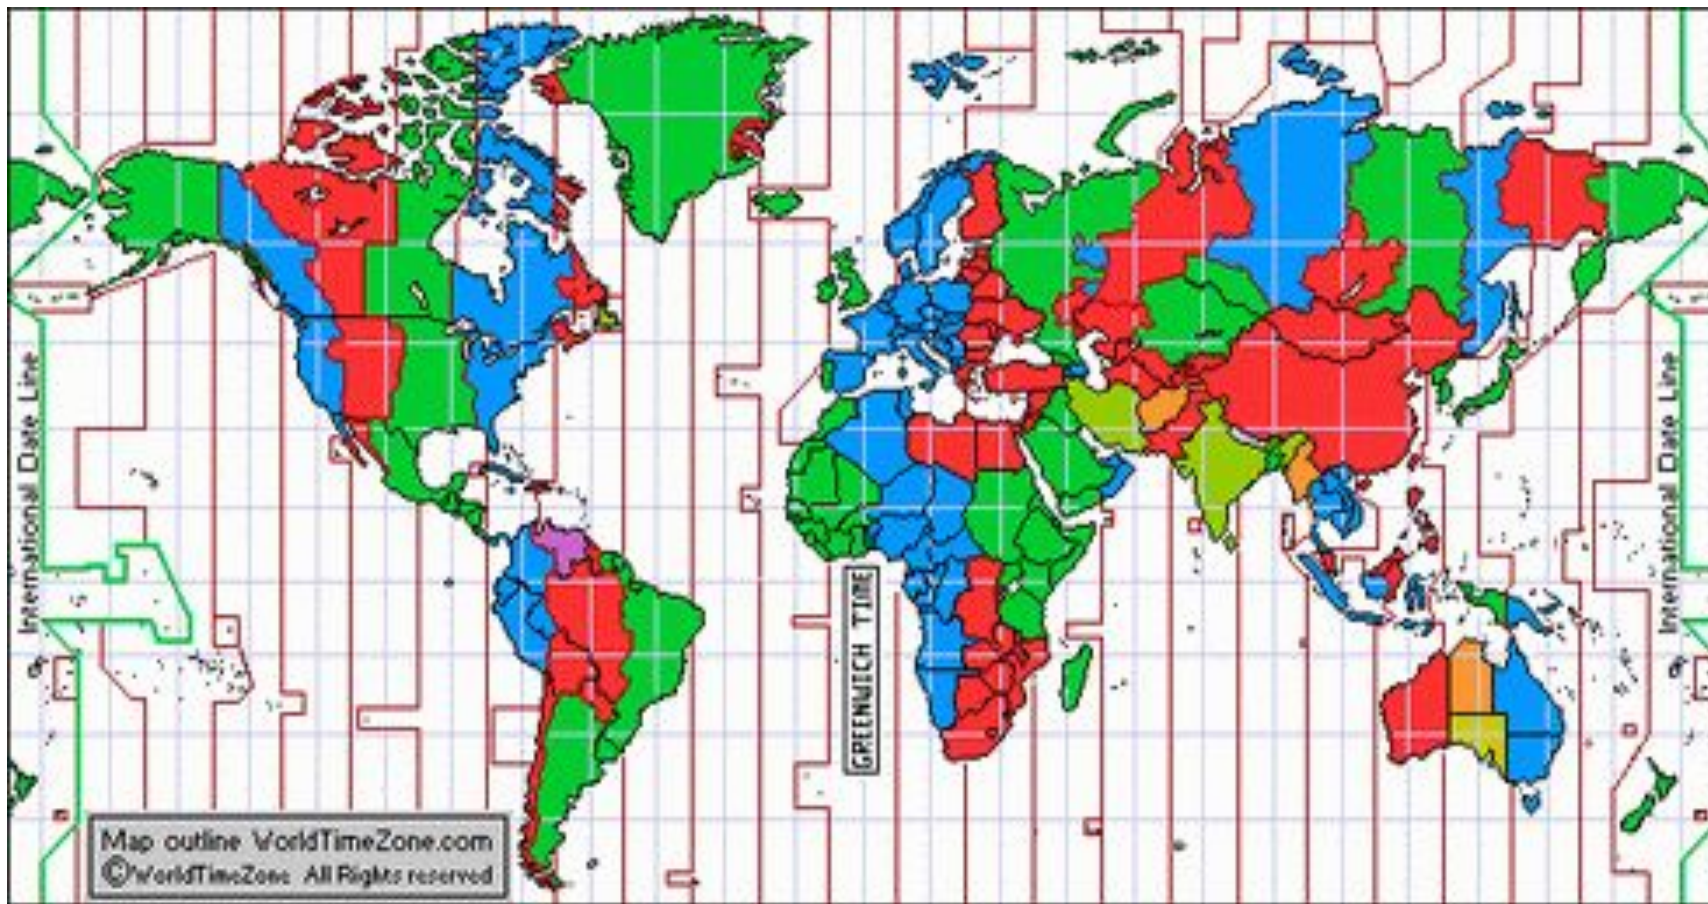 International Date Line
GREENWICH TIME
International Date Line
Map outline WorldTimeZone.com
©WorldTimeZone All Rights reserved